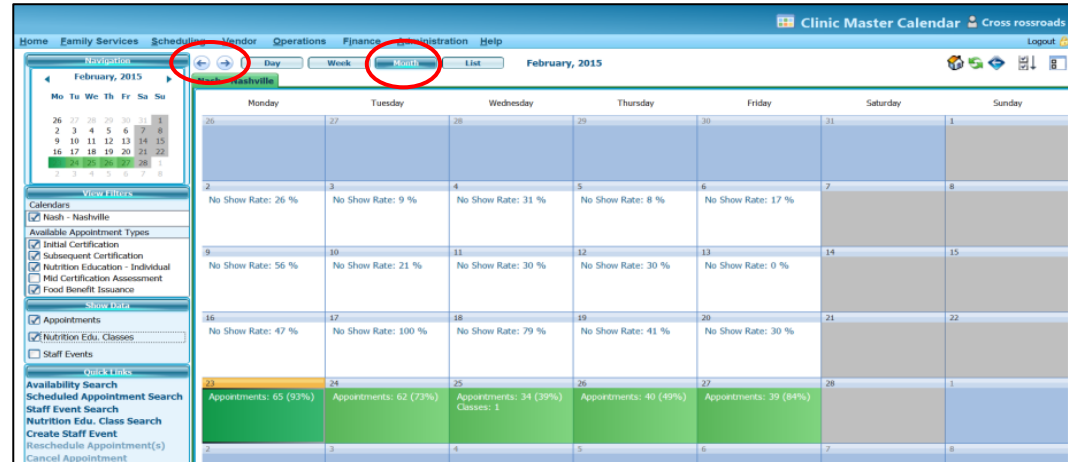 Clinic Master Calendar Cross rossroads
Home Family Services Scheduling Vendor Operations Finance Administration Help Logout
Navigation
February, 2015
Mo Tu We Th Fr Sa Su
26 27 28 29 30 31 1
2 3 4 5 6 7 8
9 10 11 12 13 14 15
16 17 18 19 20 21 22
24 25 26 27 28 1
2 3 4 5 6 7 8
View Filters
Calendars
Nash - Nashville
Available Appointment Types
Initial Certification
Subsequent Certification
Nutrition Education - Individual
Mid Certification Assessment
Food Benefit Issuance
Show Data
Appointments
Nutrition Edu. Classes
Staff Events
Quick Links
Availability Search
Scheduled Appointment Search
Staff Event Search
Nutrition Edu. Class Search
Create Staff Event
Reschedule Appointment(s)
Cancel Appointment
Day Week Month List February, 2015
Nash - Nashville
Monday Tuesday Wednesday Thursday Friday Saturday Sunday
26 27 28 29 30 31 1
2 3 4 5 6 7 8
No Show Rate: 26 % No Show Rate: 9 % No Show Rate: 31 % No Show Rate: 8 % No Show Rate: 17 %
9 10 11 12 13 14 15
No Show Rate: 56 % No Show Rate: 21 % No Show Rate: 30 % No Show Rate: 30 % No Show Rate: 0 %
16 17 18 19 20 21 22
No Show Rate: 47 % No Show Rate: 100 % No Show Rate: 79 % No Show Rate: 41 % No Show Rate: 30 %
23 24 25 26 27 28 1
Appointments: 65 (93%) Appointments: 62 (73%) Appointments: 34 (39%) Appointments: 40 (49%) Appointments: 39 (84%)
Classes: 1
2 3 4 5 6 7 8